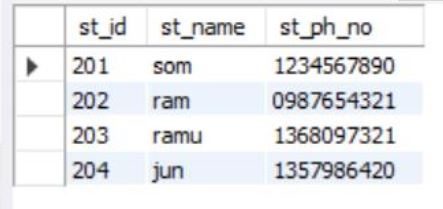 st_id st_name st_ph_no
201 som 1234567890
202 ram 0987654321
203 ramu 1368097321
204 jun 1357986420